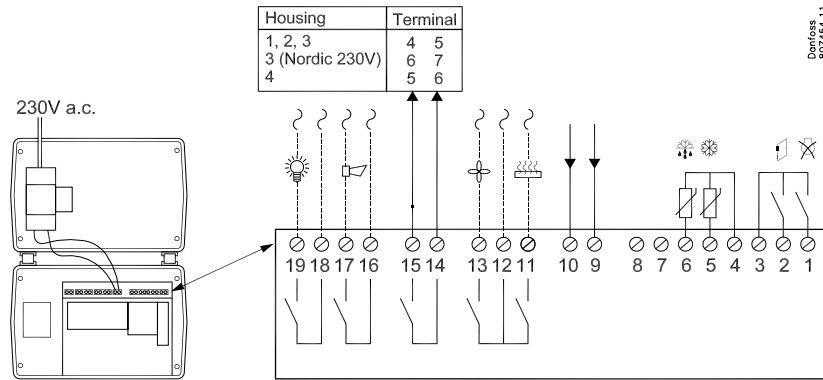 Housing Terminal
1, 2, 3 4 5
3 (Nordic 230V) 6 7
4 5 6
Danfoss
230V a.c.
19 18 17 16 15 14 13 12 11 10 9 8 7 6 5 4 3 2 1